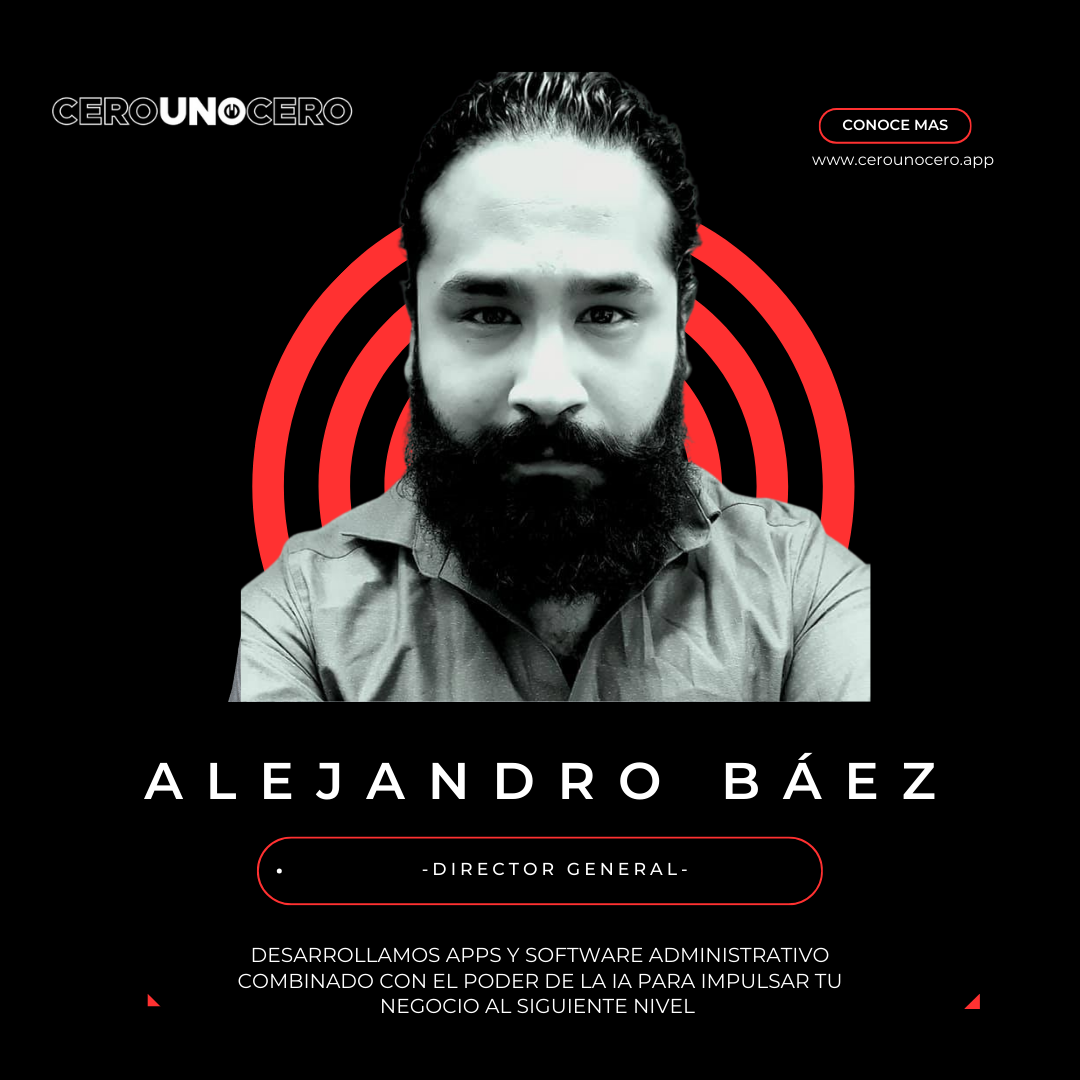 CEROUNOCERO
CONOCE MAS
www.cerounocero.app
ALEJANDRO BÁEZ
• -DIRECTOR GENERAL-
DESARROLLAMOS APPS Y SOFTWARE ADMINISTRATIVO
COMBINADO CON EL PODER DE LA IA PARA IMPULSAR TU
NEGOCIO AL SIGUIENTE NIVEL